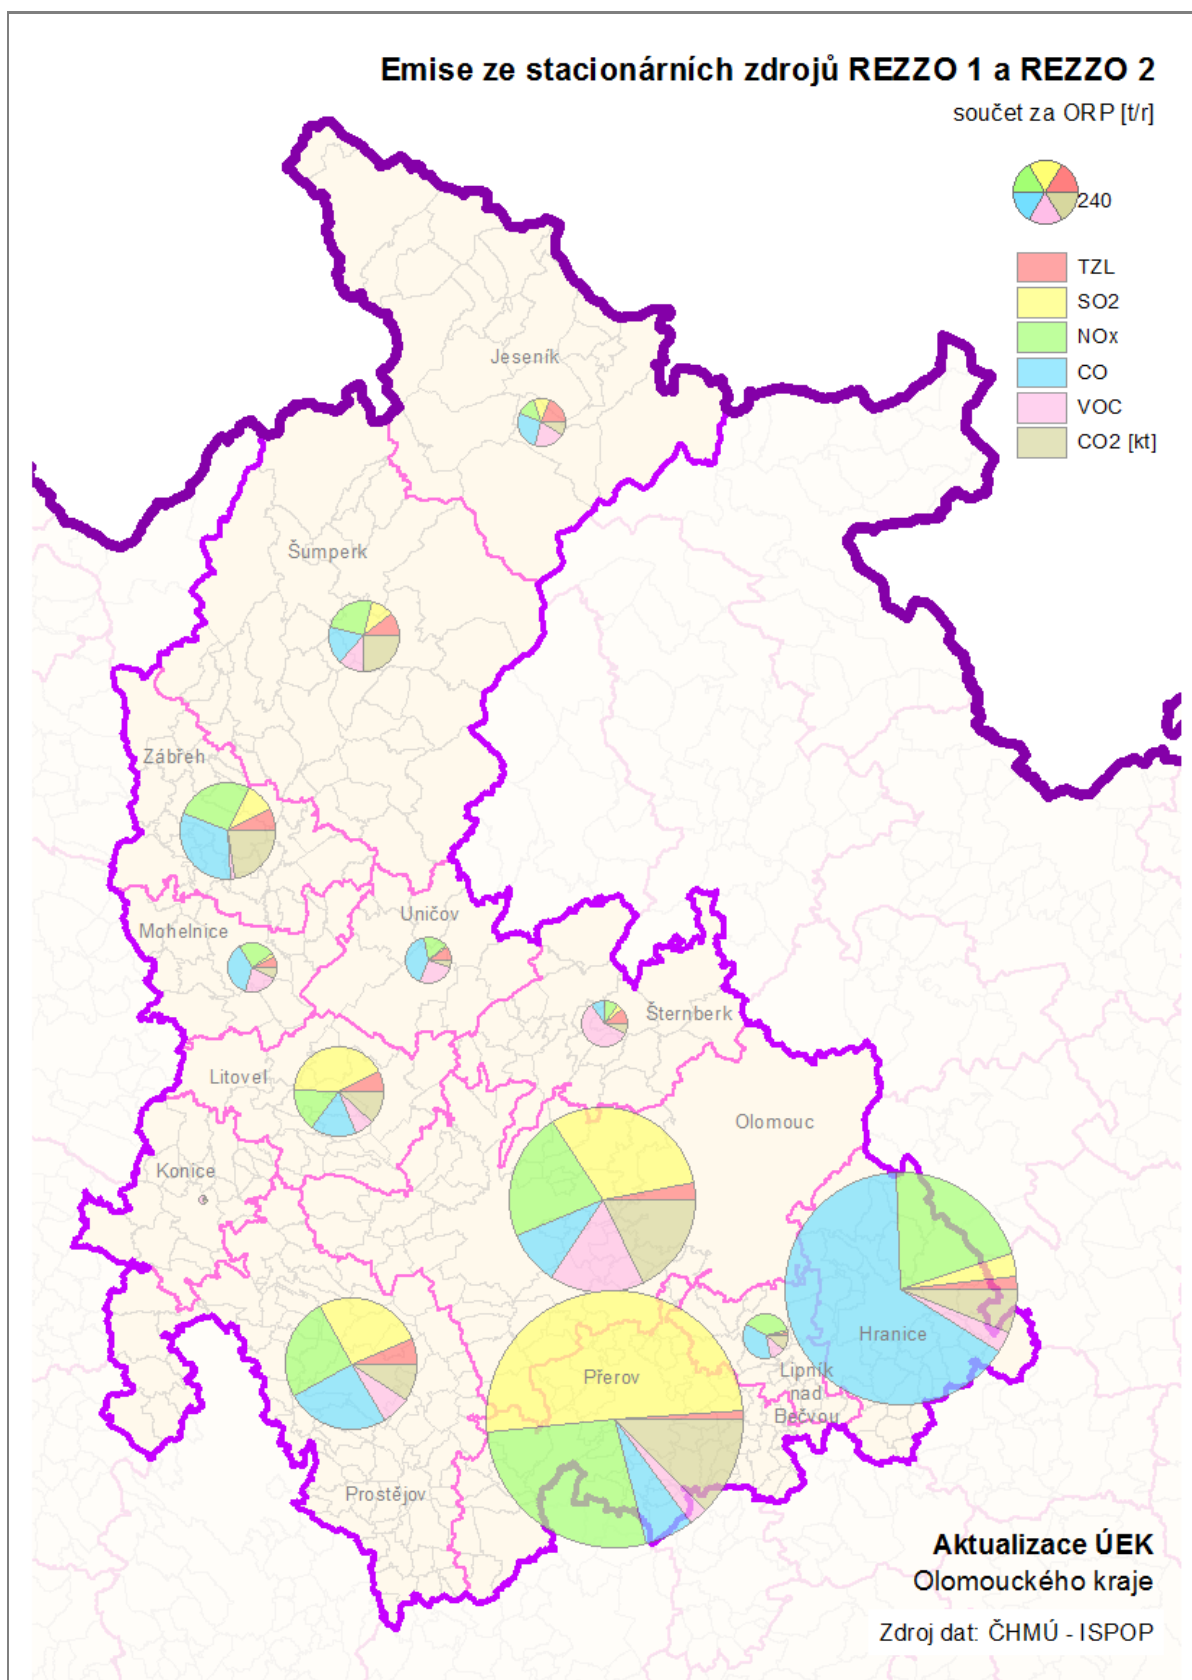 Emise ze stacionárních zdrojů REZZO 1 a REZZO 2
součet za ORP [t/r]
240
TZL
SO2
NOx
CO
VOC
CO2 [kt]
Jeseník
Šumperk
Zábřeh
Uničov
Mohelnice
Šternberk
Litovel
Olomouc
Konice
Hranice
Přerov
Lipník
nad
Bečvou
Prostějov
Aktualizace ÚEK
Olomouckého kraje
Zdroj dat: ČHMÚ - ISPOP